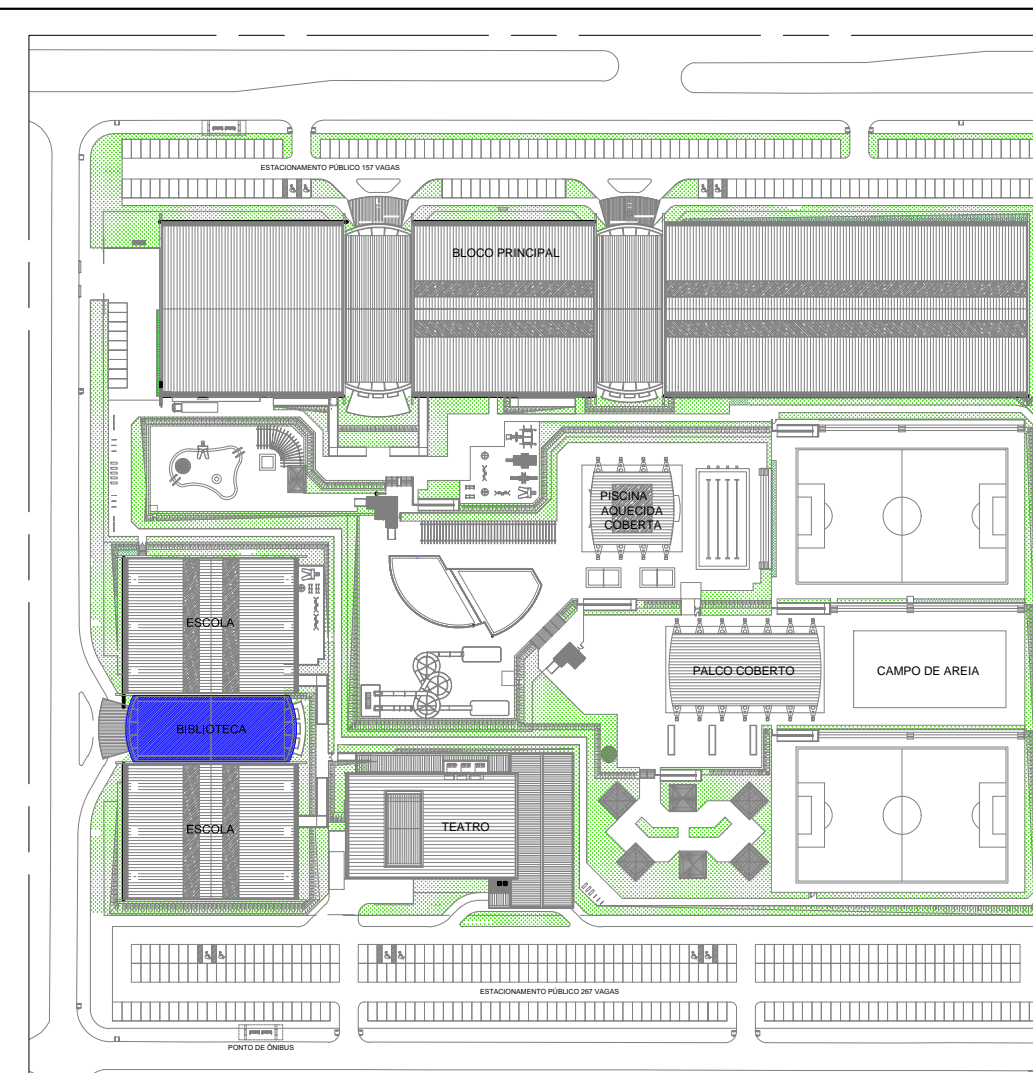 ESTACIONAMENTO PÚBLICO 157 VAGAS
BLOCO PRINCIPAL
PISCINA
AQUECIDA
COBERTA
ESCOLA
PALCO COBERTO
CAMPO DE AREIA
BIBLIOTECA
ESCOLA
TEATRO
ESTACIONAMENTO PÚBLICO 267 VAGAS
PONTO DE ÔNIBUS